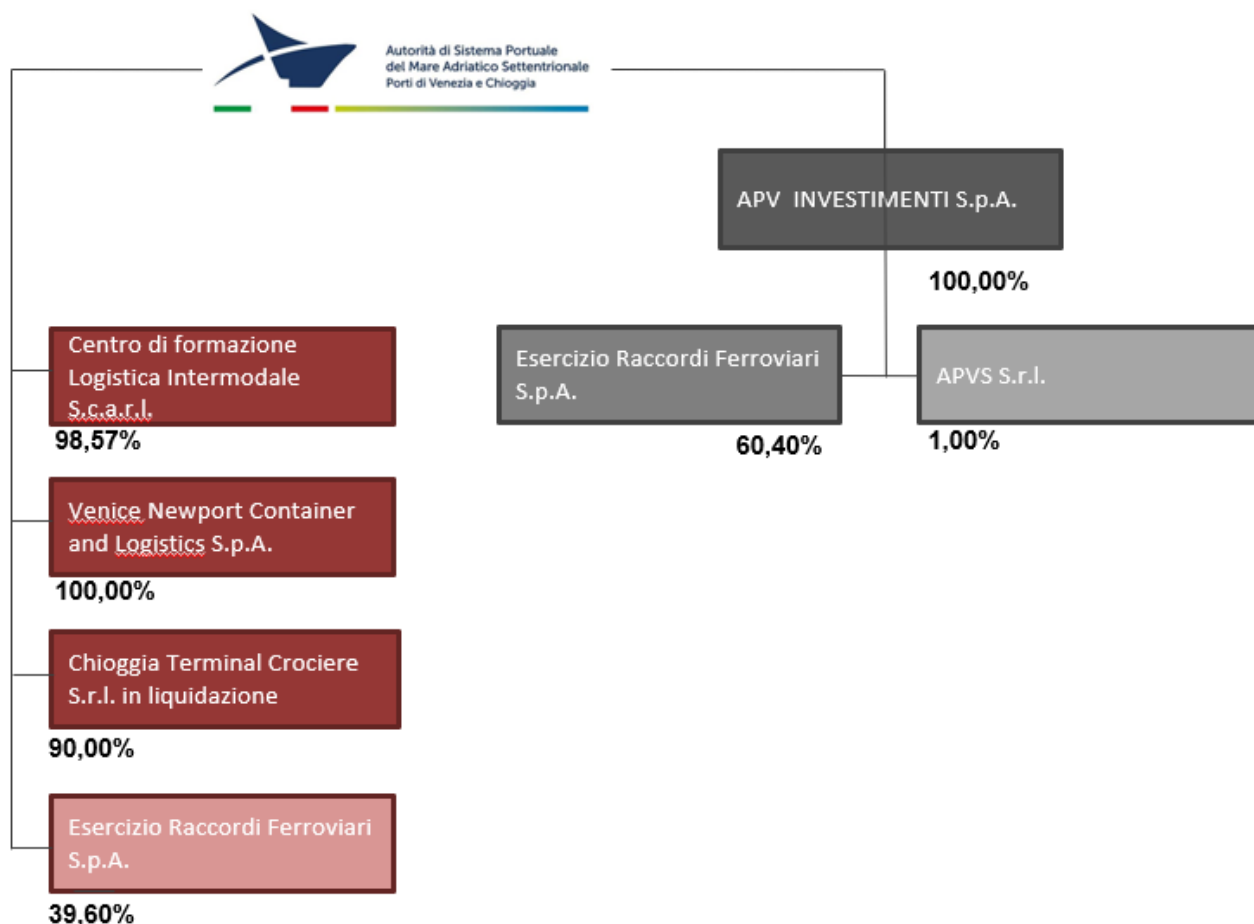 Autorità di Sistema Portuale
del Mare Adriatico Settentrionale
Porti di Venezia e Chioggia
APV INVESTIMENTI S.p.A.
100,00%
Centro di formazione
Logistica Intermodale
S.c.a.r.l.
98,57%
Esercizio Raccordi Ferroviari
S.p.A.
60,40%
APVS S.r.l.
1,00%
Venice Newport Container
and Logistics S.p.A.
100,00%
Chioggia Terminal Crociere
S.r.l. in liquidazione
90,00%
Esercizio Raccordi Ferroviari
S.p.A.
39,60%